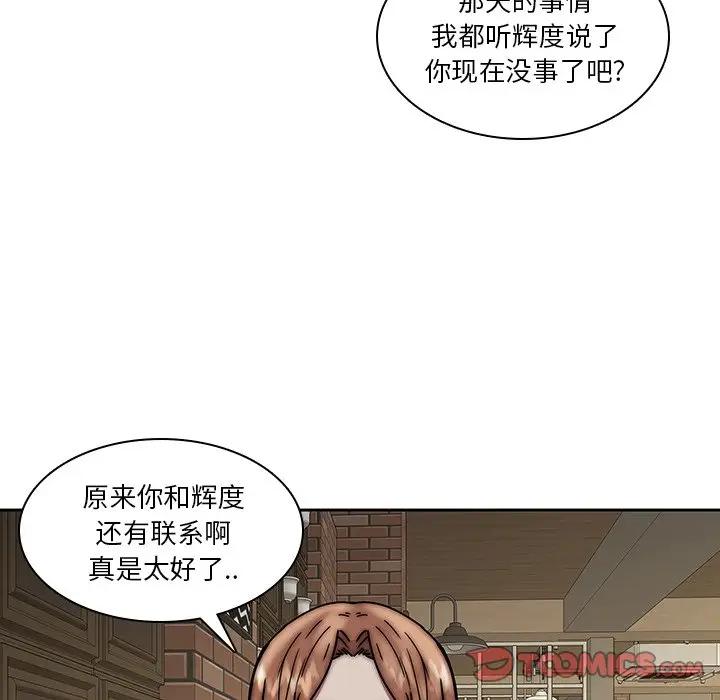 那天的事情
我都听辉度说了
你现在没事了吧?
原来你和辉度
还有联系啊
真是太好了..
TOOMICS
TOOMICS.COM